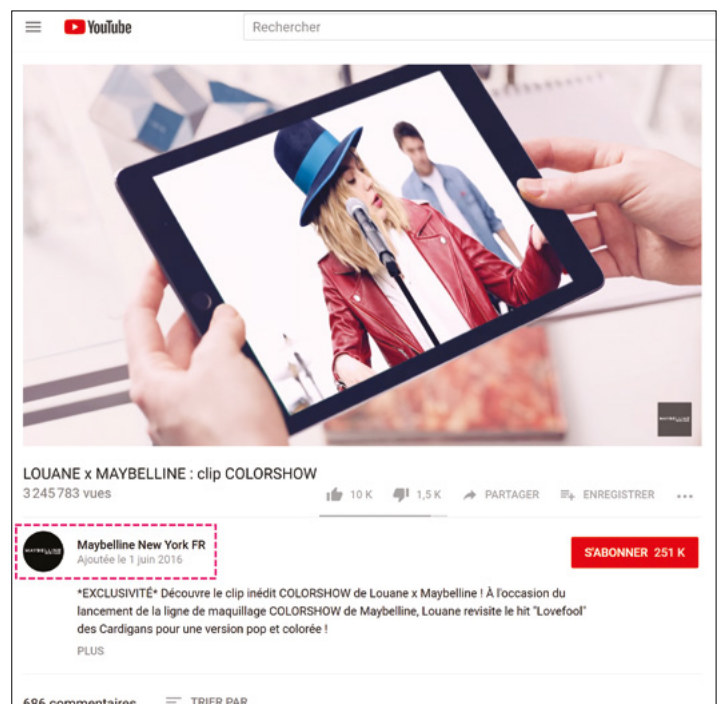 YouTube
Rechercher
MAYBELLINE
LOUANE x MAYBELLINE : clip COLORSHOW
3 245 783 vues
10 K 1,5 K PARTAGER ENREGISTRER
Maybelline New York FR
Ajoutée le 1 juin 2016
S'ABONNER 251 K
*EXCLUSIVITÉ* Découvre le clip inédit COLORSHOW de Louane x Maybelline ! À l'occasion du
lancement de la ligne de maquillage COLORSHOW de Maybelline, Louane revisite le hit "Lovefool"
des Cardigans pour une version pop et colorée !
PLUS
686 commentaires TRIER PAR